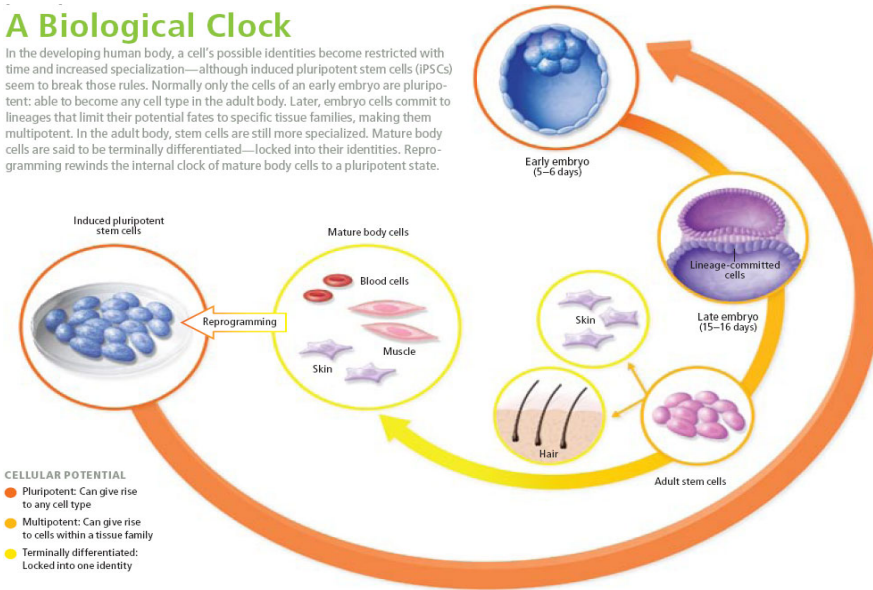 A Biological Clock
In the developing human body, a cell's possible identities become restricted with
time and increased specialization—although induced pluripotent stem cells (iPSCs)
seem to break those rules. Normally only the cells of an early embryo are pluripo-
tent: able to become any cell type in the adult body. Later, embryo cells commit to
lineages that limit their potential fates to specific tissue families, making them
multipotent. In the adult body, stem cells are still more specialized. Mature body
cells are said to be terminally differentiated—locked into their identities. Repro-
gramming rewinds the internal clock of mature body cells to a pluripotent state.
Early embryo
(5–6 days)
Lineage-committed
cells
Late embryo
(15–16 days)
Induced pluripotent
stem cells
Mature body cells
Blood cells
Reprogramming
Muscle
Skin
Skin
Hair
Adult stem cells
CELLULAR POTENTIAL
Pluripotent: Can give rise
to any cell type
Multipotent: Can give rise
to cells within a tissue family
Terminally differentiated:
Locked into one identity